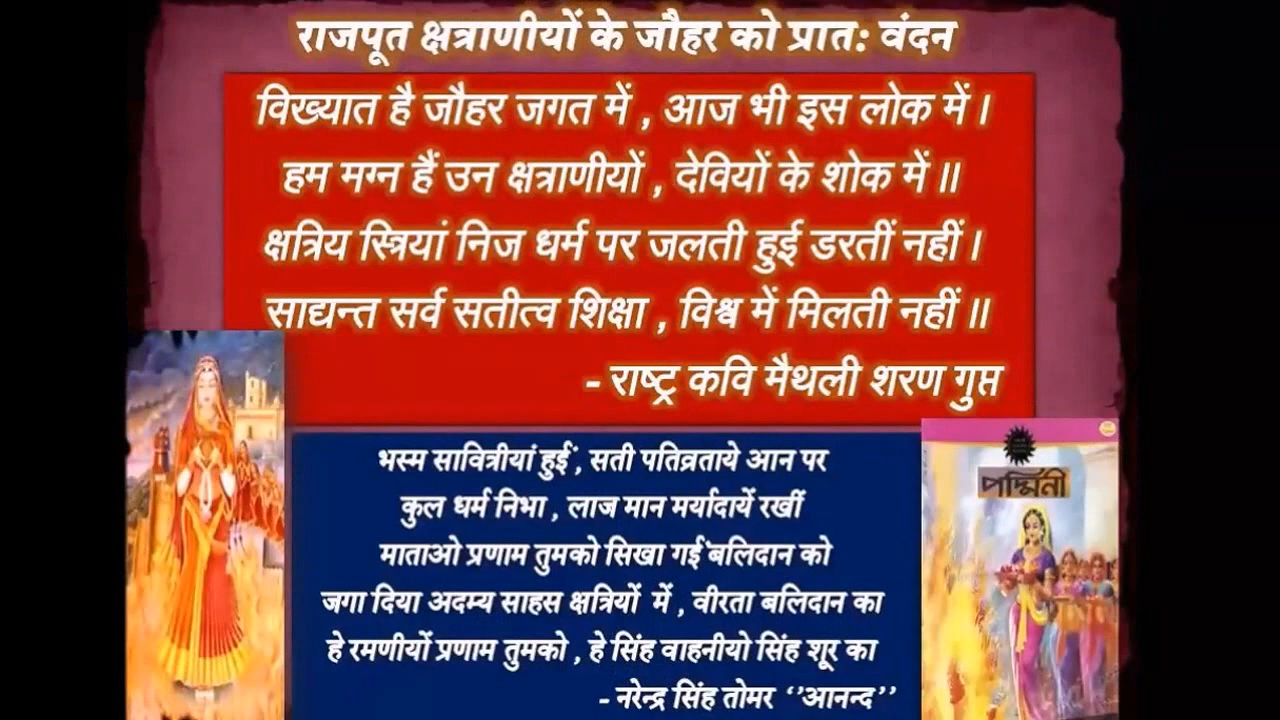 राजपूत क्षत्राणीयों के जौहर को प्रात: वंदन
विख्यात है जौहर जगत में , आज भी इस लोक में ।
हम मग्न हैं उन क्षत्राणीयों , देवियों के शोक में ॥
क्षत्रिय स्त्रियां निज धर्म पर जलती हुई डरतीं नहीं ।
साद्यन्त सर्व सतीत्व शिक्षा , विश्व में मिलती नहीं ॥
- राष्ट्र कवि मैथली शरण गुप्त
भस्म सावित्रीयां हुईं , सती पतिव्रताये आन पर
कुल धर्म निभा , लाज मान मर्यादायें रखीं
माताओ प्रणाम तुमको सिखा गईं बलिदान को
जगा दिया अदम्य साहस क्षत्रियों में , वीरता बलिदान का
हे रमणीयों प्रणाम तुमको , हे सिंह वाहनीयो सिंह शूर का
- नरेन्द्र सिंह तोमर ‘’आनन्द’’
পদ্মিনী